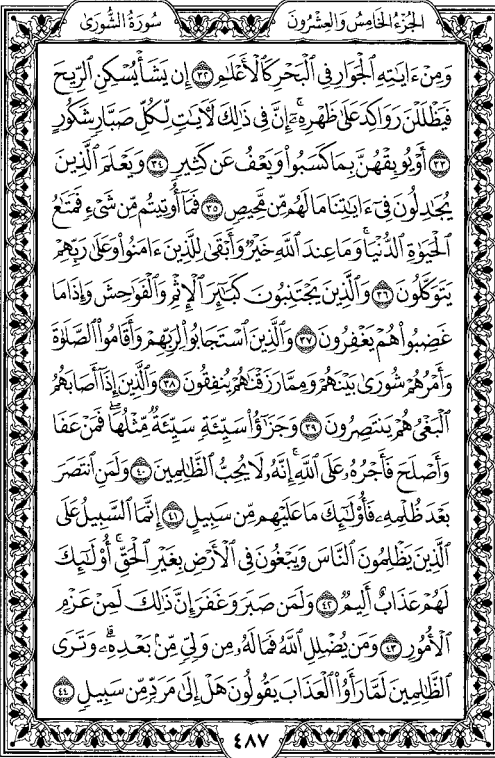 الجزء الخامس والعشرون
سورة الشورى
وَمِنْ ءَايَٰتِهِ ٱلْجَوَارِ فِى ٱلْبَحْرِ كَٱلْأَعْلَٰمِ ٣٢ إِن يَشَأْ يُسْكِنِ ٱلرِّيحَ
فَيَظْلَلْنَ رَوَاكِدَ عَلَىٰ ظَهْرِهِۦٓ ۚ إِنَّ فِى ذَٰلِكَ لَءَايَٰتٍ لِّكُلِّ صَبَّارٍ شَكُورٍ
٣٣ أَوْ يُوبِقْهُنَّ بِمَا كَسَبُوا۟ وَيَعْفُ عَن كَثِيرٍ ٣٤ وَيَعْلَمَ ٱلَّذِينَ
يُجَٰدِلُونَ فِىٓ ءَايَٰتِنَا مَا لَهُم مِّن مَّحِيصٍ ٣٥ فَمَآ أُوتِيتُم مِّن شَىْءٍ فَمَتَٰعُ
ٱلْحَيَوٰةِ ٱلدُّنْيَا ۖ وَمَا عِندَ ٱللَّهِ خَيْرٌ وَأَبْقَىٰ لِلَّذِينَ ءَامَنُوا۟ وَعَلَىٰ رَبِّهِمْ
يَتَوَكَّلُونَ ٣٦ وَٱلَّذِينَ يَجْتَنِبُونَ كَبَٰٓئِرَ ٱلْإِثْمِ وَٱلْفَوَٰحِشَ وَإِذَا مَا
غَضِبُوا۟ هُمْ يَغْفِرُونَ ٣٧ وَٱلَّذِينَ ٱسْتَجَابُوا۟ لِرَبِّهِمْ وَأَقَامُوا۟ ٱلصَّلَوٰةَ
وَأَمْرُهُمْ شُورَىٰ بَيْنَهُمْ وَمِمَّا رَزَقْنَٰهُمْ يُنفِقُونَ ٣٨ وَٱلَّذِينَ إِذَآ أَصَابَهُمُ
ٱلْبَغْىُ هُمْ يَنتَصِرُونَ ٣٩ وَجَزَٰٓؤُا۟ سَيِّئَةٍ سَيِّئَةٌ مِّثْلُهَا ۖ فَمَنْ عَفَا
وَأَصْلَحَ فَأَجْرُهُۥ عَلَى ٱللَّهِ ۚ إِنَّهُۥ لَا يُحِبُّ ٱلظَّٰلِمِينَ ٤٠ وَلَمَنِ ٱنتَصَرَ
بَعْدَ ظُلْمِهِۦ فَأُو۟لَٰٓئِكَ مَا عَلَيْهِم مِّن سَبِيلٍ ٤١ إِنَّمَا ٱلسَّبِيلُ عَلَى
ٱلَّذِينَ يَظْلِمُونَ ٱلنَّاسَ وَيَبْغُونَ فِى ٱلْأَرْضِ بِغَيْرِ ٱلْحَقِّ ۚ أُو۟لَٰٓئِكَ
لَهُمْ عَذَابٌ أَلِيمٌ ٤٢ وَلَمَن صَبَرَ وَغَفَرَ إِنَّ ذَٰلِكَ لَمِنْ عَزْمِ
ٱلْأُمُورِ ٤٣ وَمَن يُضْلِلِ ٱللَّهُ فَمَا لَهُۥ مِن وَلِىٍّ مِّنۢ بَعْدِهِۦ ۗ وَتَرَى
ٱلظَّٰلِمِينَ لَمَّا رَأَوُا۟ ٱلْعَذَابَ يَقُولُونَ هَلْ إِلَىٰ مَرَدٍّ مِّن سَبِيلٍ ٤٤
٤٨٧